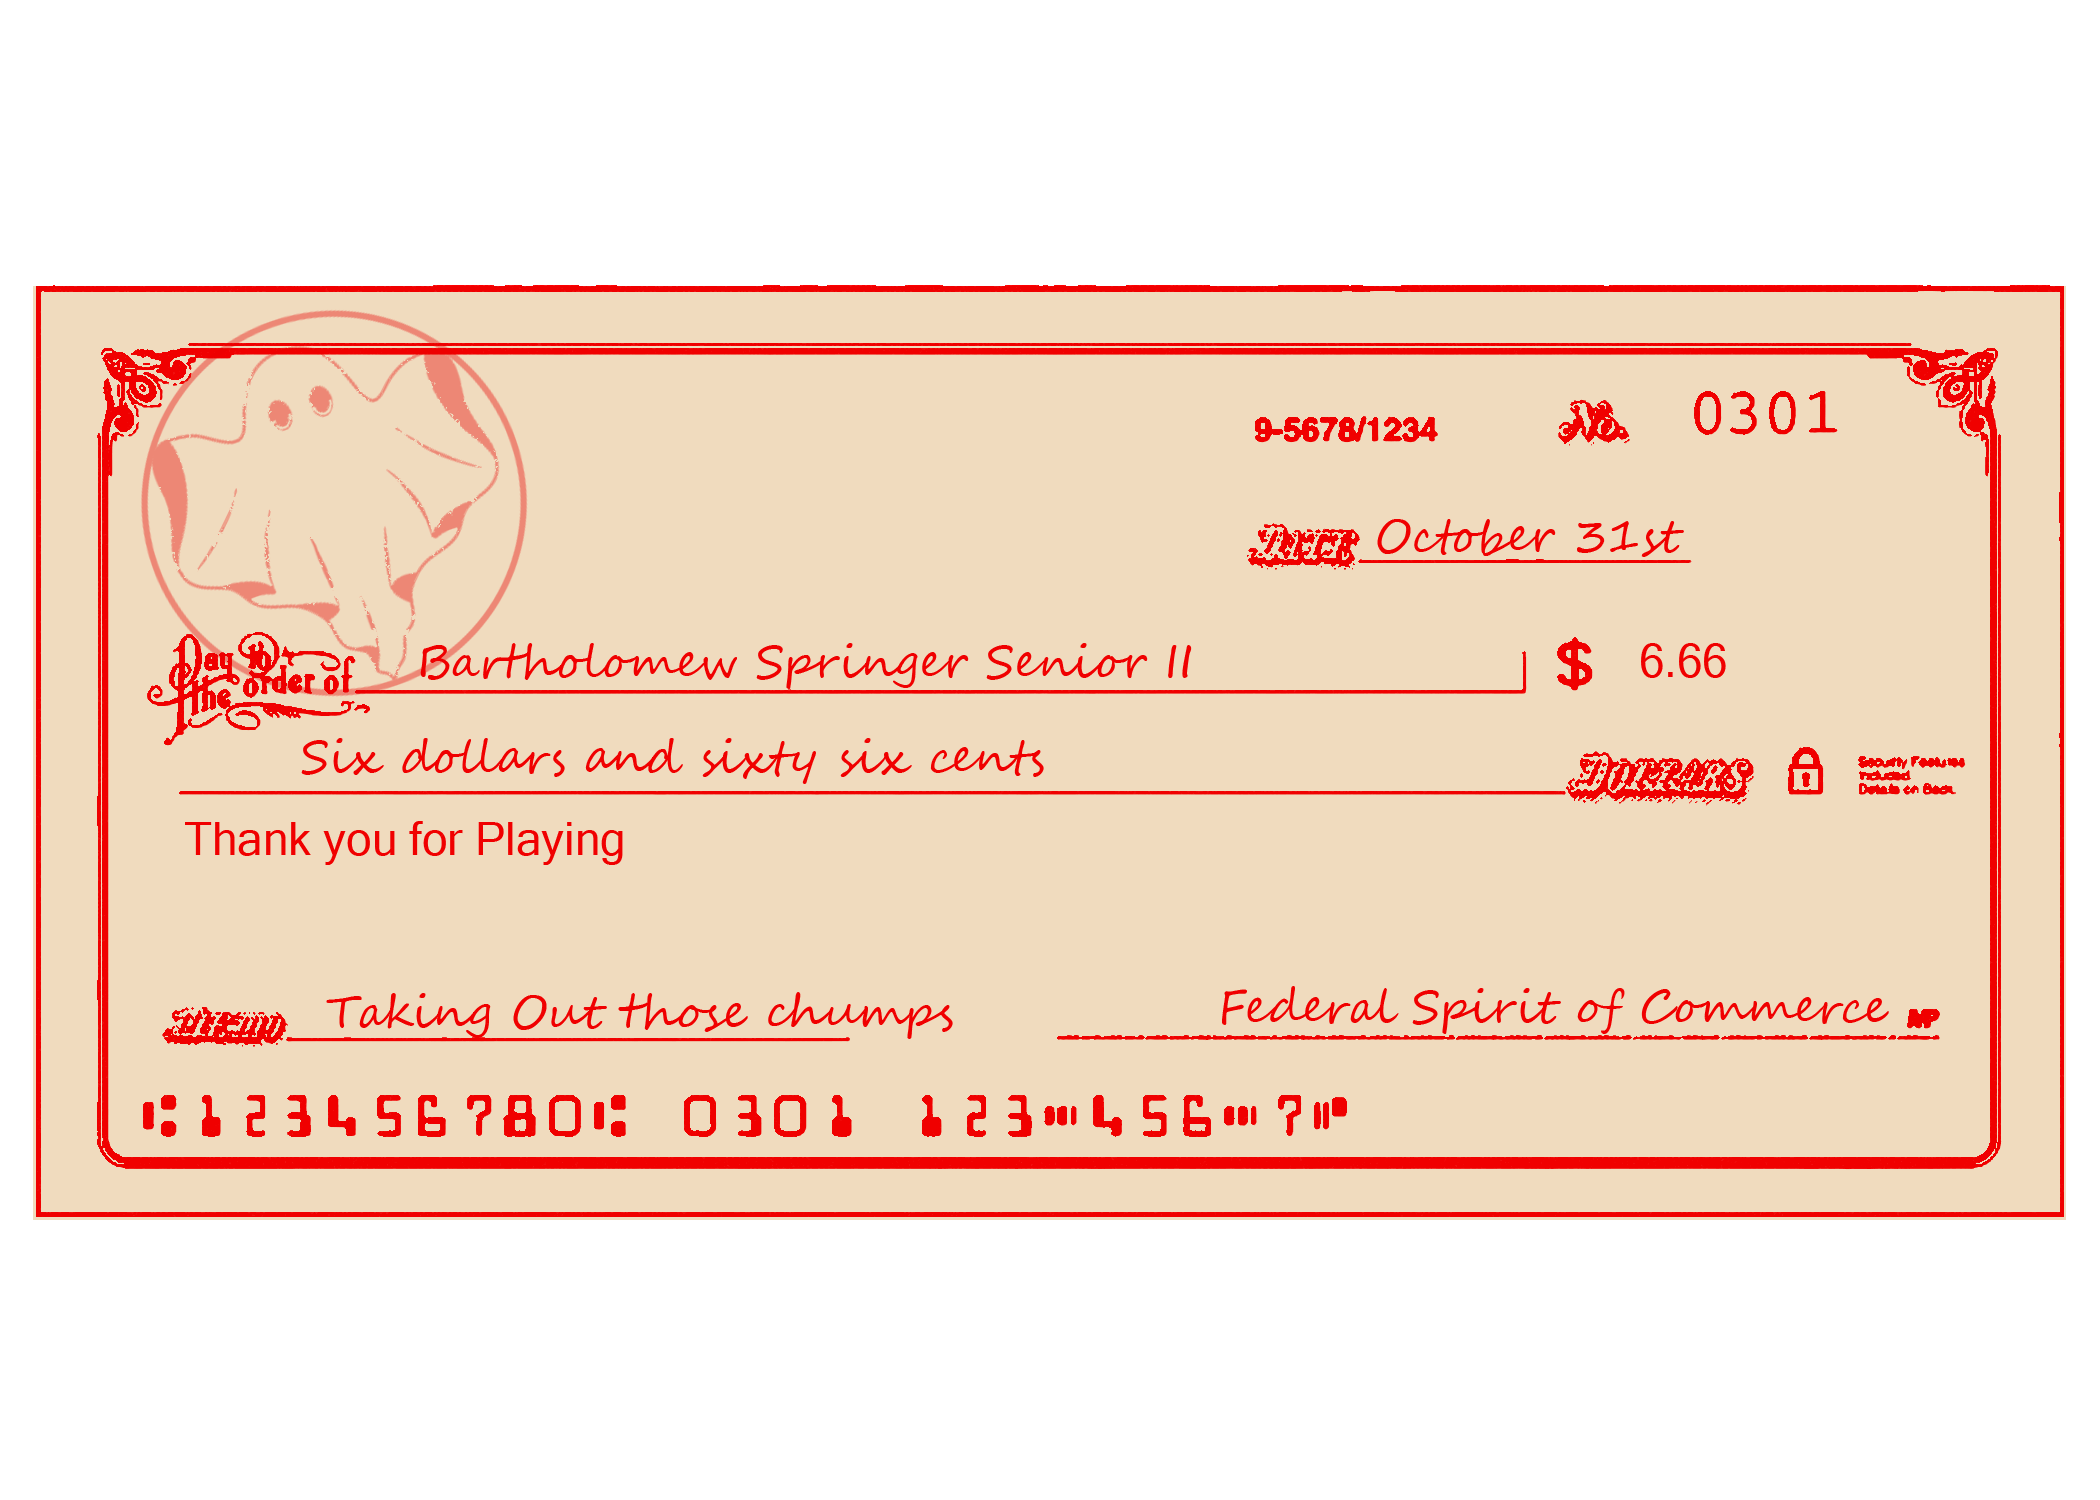 9-5678/1234 No. 0301
Date October 31st
Pay to the order of Bartholomew Springer Senior II $ 6.66
Six dollars and sixty six cents Dollars
Security Features
Included.
Details on Back.
Thank you for Playing
Memo Taking Out those chumps Federal Spirit of Commerce MP
⑆123456780⑆ 0301 123⑉456⑉7⑈